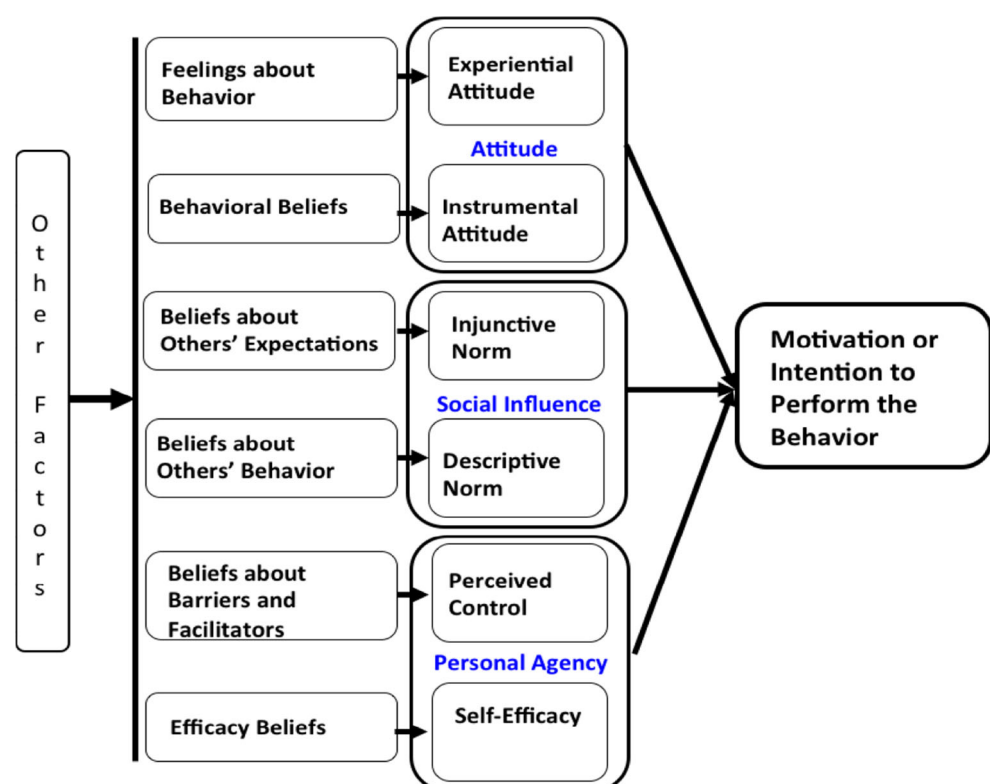 Other Factors
Feelings about
Behavior
Experiential
Attitude
Attitude
Behavioral Beliefs
Instrumental
Attitude
Beliefs about
Others’ Expectations
Injunctive
Norm
Social Influence
Beliefs about
Others’ Behavior
Descriptive
Norm
Beliefs about
Barriers and
Facilitators
Perceived
Control
Personal Agency
Efficacy Beliefs
Self-Efficacy
Motivation or
Intention to
Perform the
Behavior